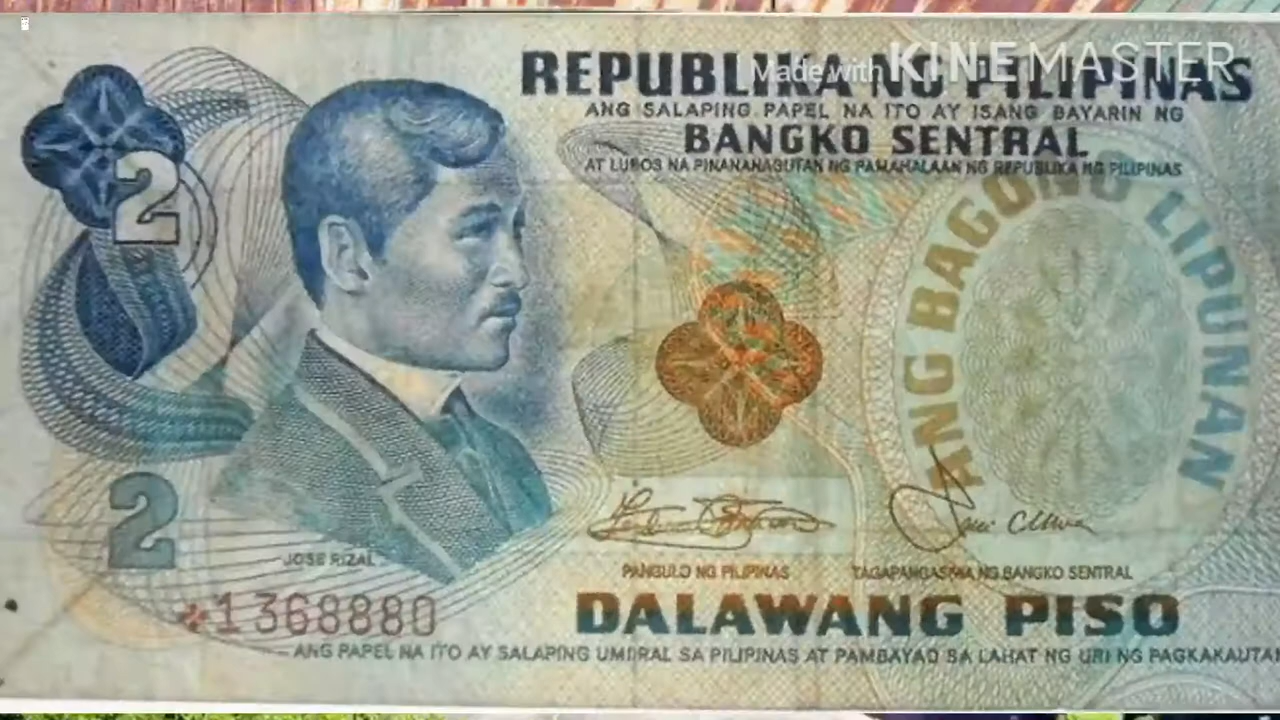 Made with KINEMASTER
REPUBLIKA NG PILIPINAS
ANG SALAPING PAPEL NA ITO AY ISANG BAYARIN NG
BANGKO SENTRAL
AT LUBOS NA PINANANAGUTAN NG PAMAHALAAN NG REPUBLIKA NG PILIPINAS
2
ANG BAGONG LIPUNAN
2
JOSE RIZAL
PANGULO NG PILIPINAS
TAGAPANGASIWA NG BANGKO SENTRAL
*1368880
DALAWANG PISO
ANG PAPEL NA ITO AY SALAPING UMIIRAL SA PILIPINAS AT PAMBAYAD SA LAHAT NG URI NG PAGKAKAUTAN